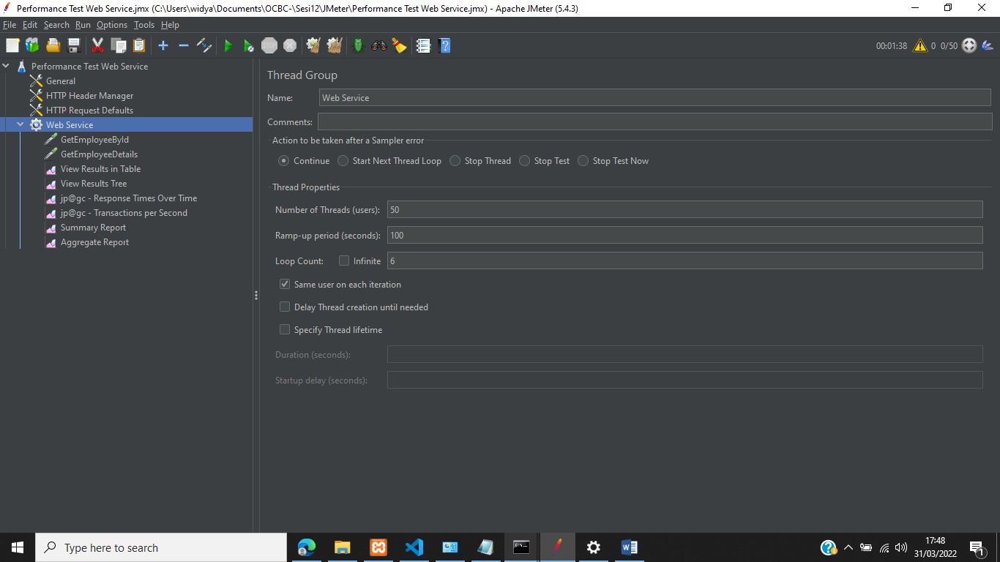 Performance Test Web Service.jmx (C:\Users\widya\Documents\OCBC-\Sesi12\JMeter\Performance Test Web Service.jmx) - Apache JMeter (5.4.3)
File Edit Search Run Options Tools Help
STOP
00:01:38 0 0/50
Performance Test Web Service
General
HTTP Header Manager
HTTP Request Defaults
Web Service
GetEmployeeById
GetEmployeeDetails
View Results in Table
View Results Tree
jp@gc - Response Times Over Time
jp@gc - Transactions per Second
Summary Report
Aggregate Report
Thread Group
Name: Web Service
Comments:
Action to be taken after a Sampler error
Continue Start Next Thread Loop Stop Thread Stop Test Stop Test Now
Thread Properties
Number of Threads (users): 50
Ramp-up period (seconds): 100
Loop Count: Infinite 6
Same user on each iteration
Delay Thread creation until needed
Specify Thread lifetime
Duration (seconds):
Startup delay (seconds):
Type here to search
17:48
31/03/2022
1